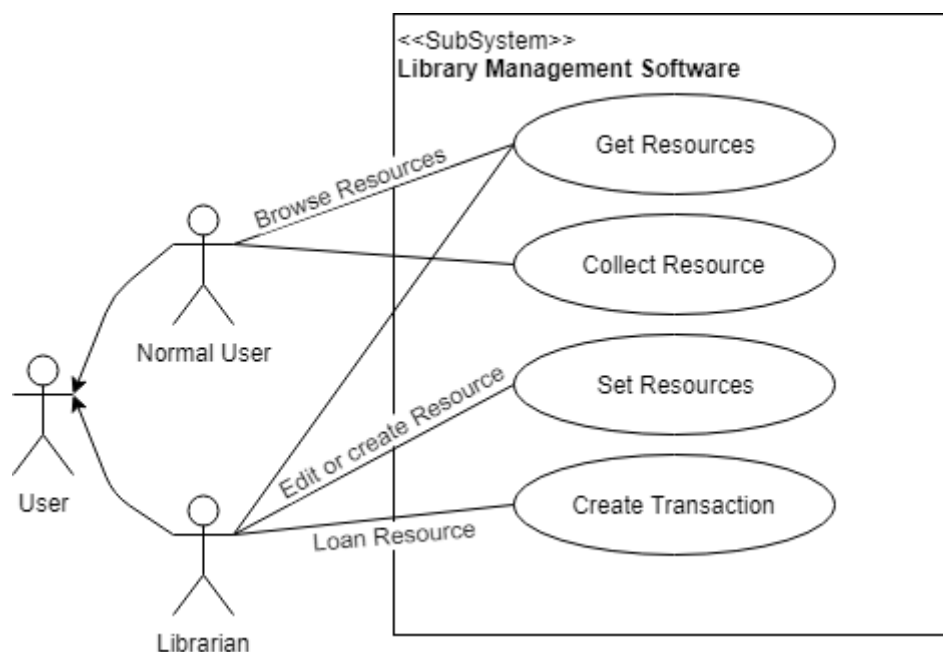 <<SubSystem>>
Library Management Software
Get Resources
Browse Resources
Collect Resource
Normal User
Set Resources
Edit or create Resource
User
Create Transaction
Loan Resource
Librarian